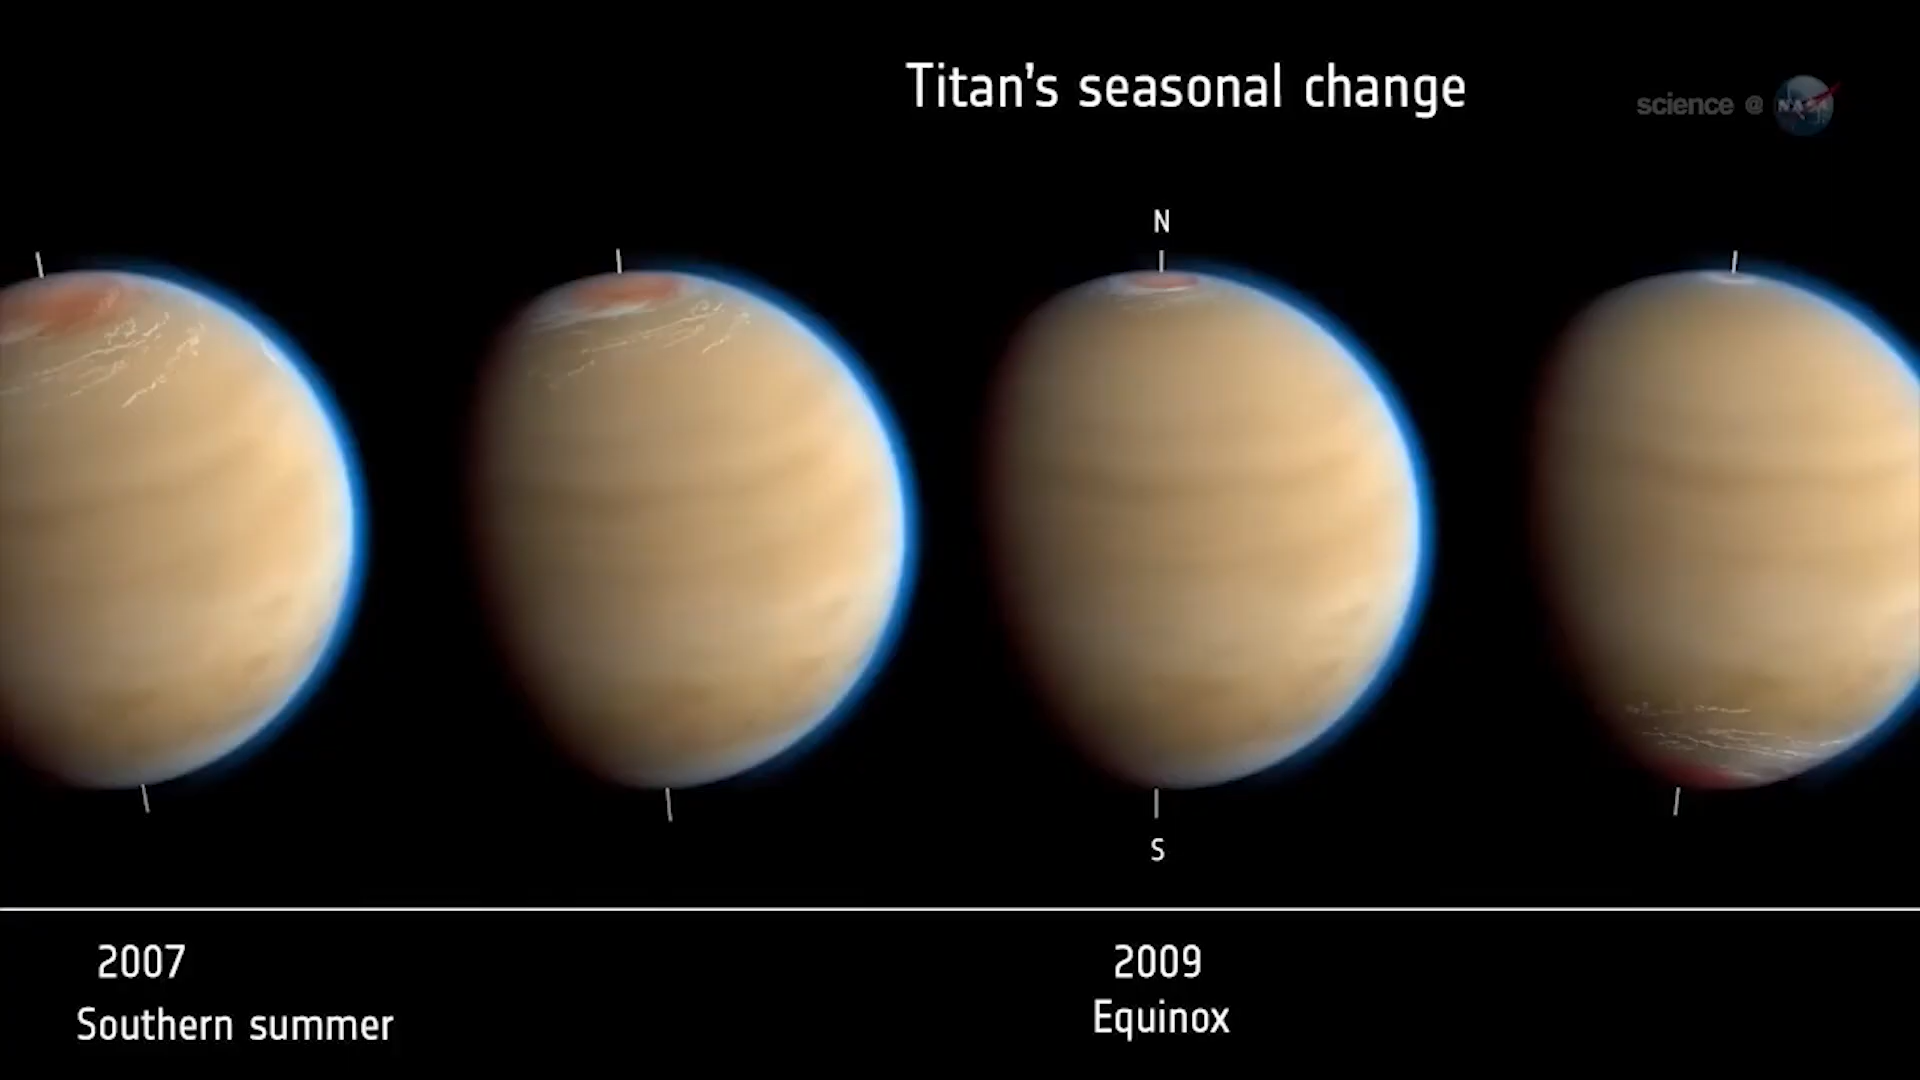 Titan's seasonal change
science @ NASA
N
S
2007
Southern summer
2009
Equinox